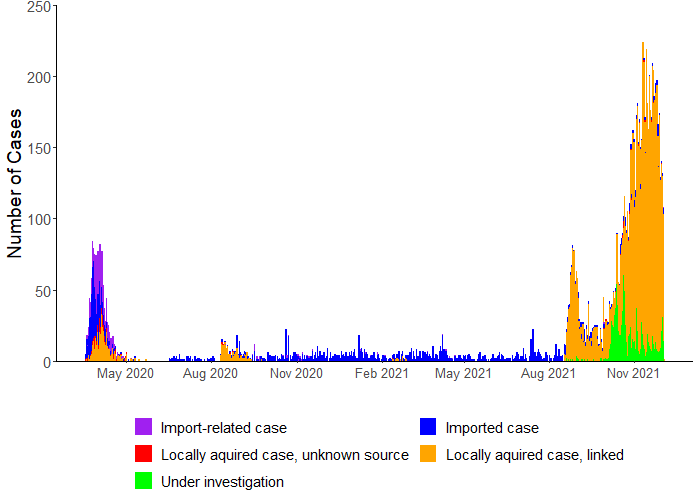 250
200
150
100
50
0
Number of Cases
May 2020 Aug 2020 Nov 2020 Feb 2021 May 2021 Aug 2021 Nov 2021
Import-related case Imported case
Locally aquired case, unknown source Locally aquired case, linked
Under investigation